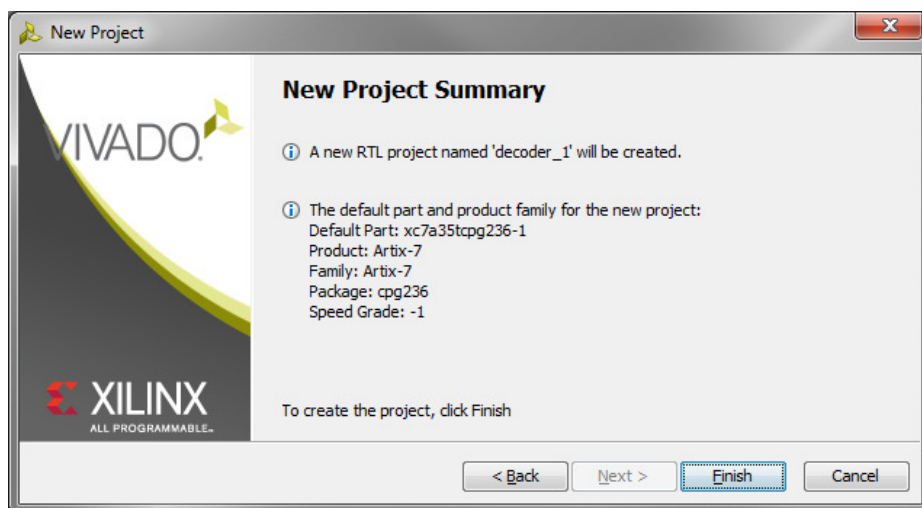 New Project
VIVADO.
New Project Summary
A new RTL project named 'decoder_1' will be created.
The default part and product family for the new project:
Default Part: xc7a35tcpg236-1
Product: Artix-7
Family: Artix-7
Package: cpg236
Speed Grade: -1
XILINX
ALL PROGRAMMABLE™
To create the project, click Finish
< Back
Next >
Finish
Cancel